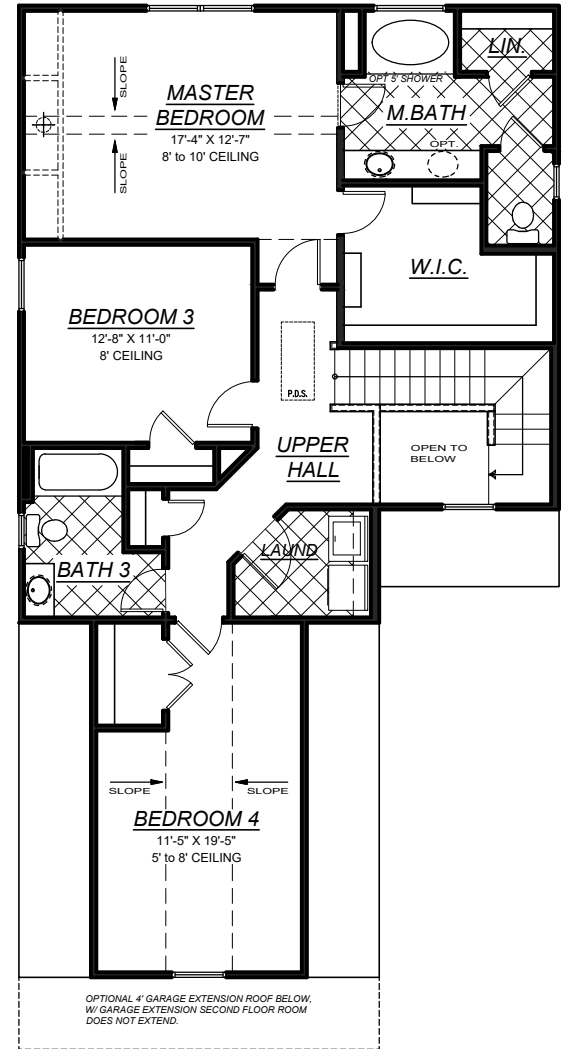 SLOPE
SLOPE
MASTER
BEDROOM
17'-4" X 12'-7"
8' to 10' CEILING
LIN.
OPT 5' SHOWER
M.BATH
OPT.
W.I.C.
BEDROOM 3
12'-8" X 11'-0"
8' CEILING
P.D.S.
UPPER
HALL
OPEN TO
BELOW
LAUND
BATH 3
SLOPE
SLOPE
BEDROOM 4
11'-5" X 19'-5"
5' to 8' CEILING
OPTIONAL 4' GARAGE EXTENSION ROOF BELOW,
W/ GARAGE EXTENSION SECOND FLOOR ROOM
DOES NOT EXTEND.